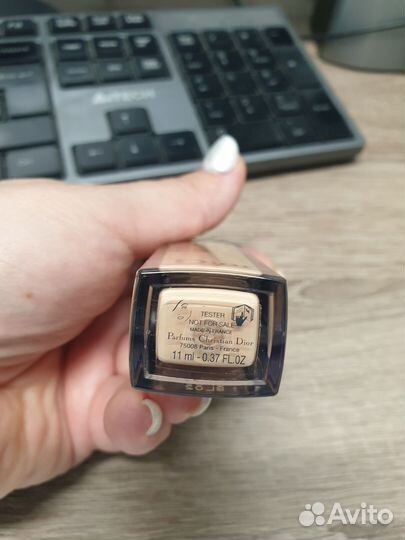 A4TECH
TESTER
NOT FOR SALE
MADE IN FRANCE
Parfums Christian Dior
75008 Paris - France
11 ml - 0.37 FL.OZ
Avito